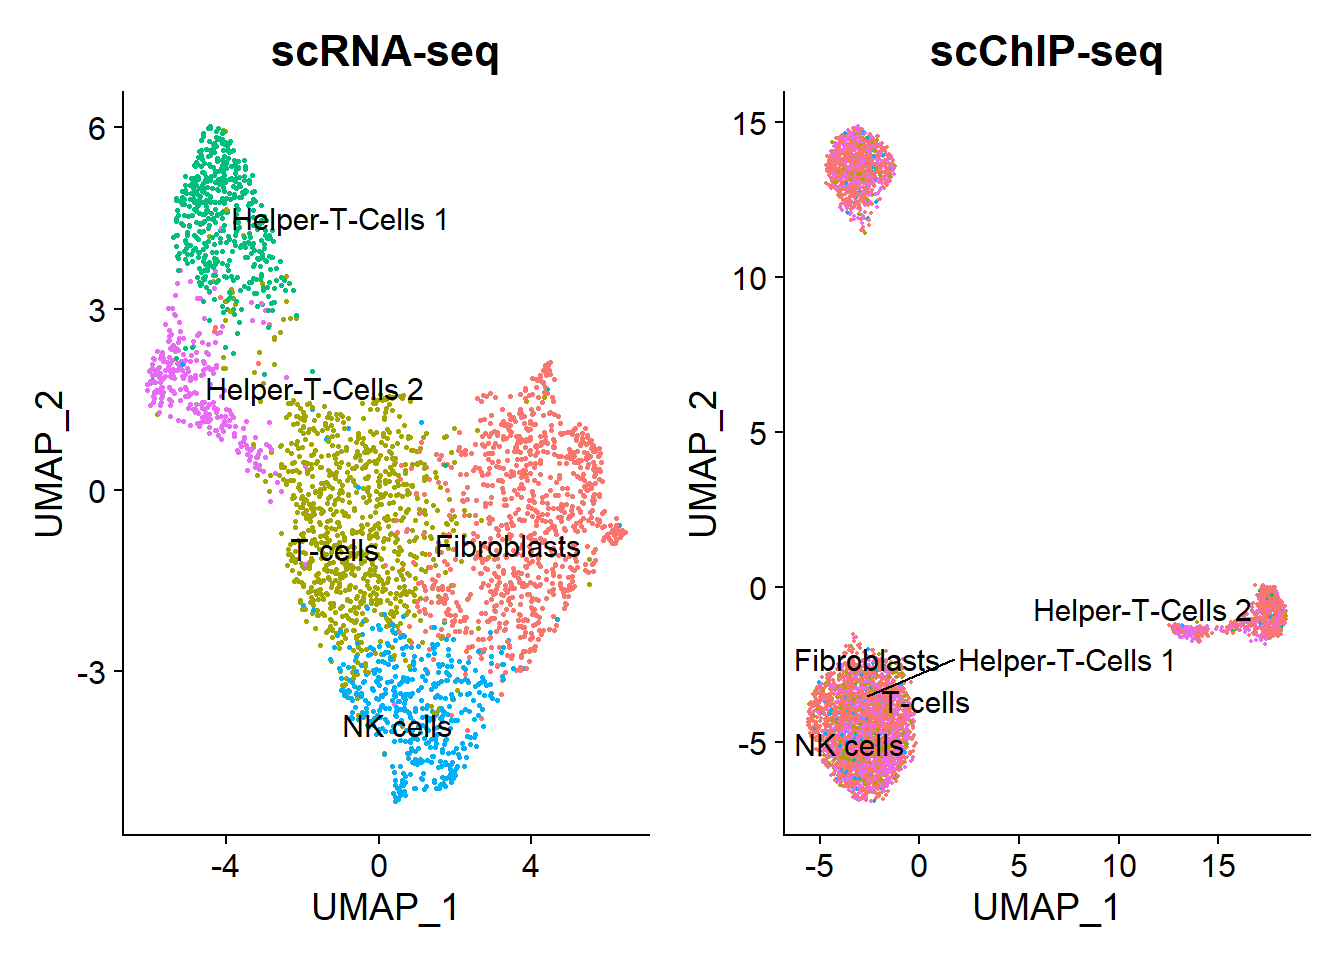 scRNA-seq
6
3
0
-3
UMAP_2
Helper-T-Cells 1
Helper-T-Cells 2
T-cells
Fibroblasts
NK cells
-4
0
4
UMAP_1
scChIP-seq
15
10
5
0
-5
UMAP_2
Helper-T-Cells 2
Fibroblasts
Helper-T-Cells 1
T-cells
NK cells
-5
0
5
10
15
UMAP_1